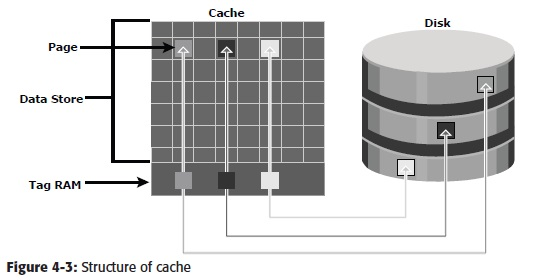 Cache
Disk
Page
Data Store
Tag RAM
Figure 4-3: Structure of cache